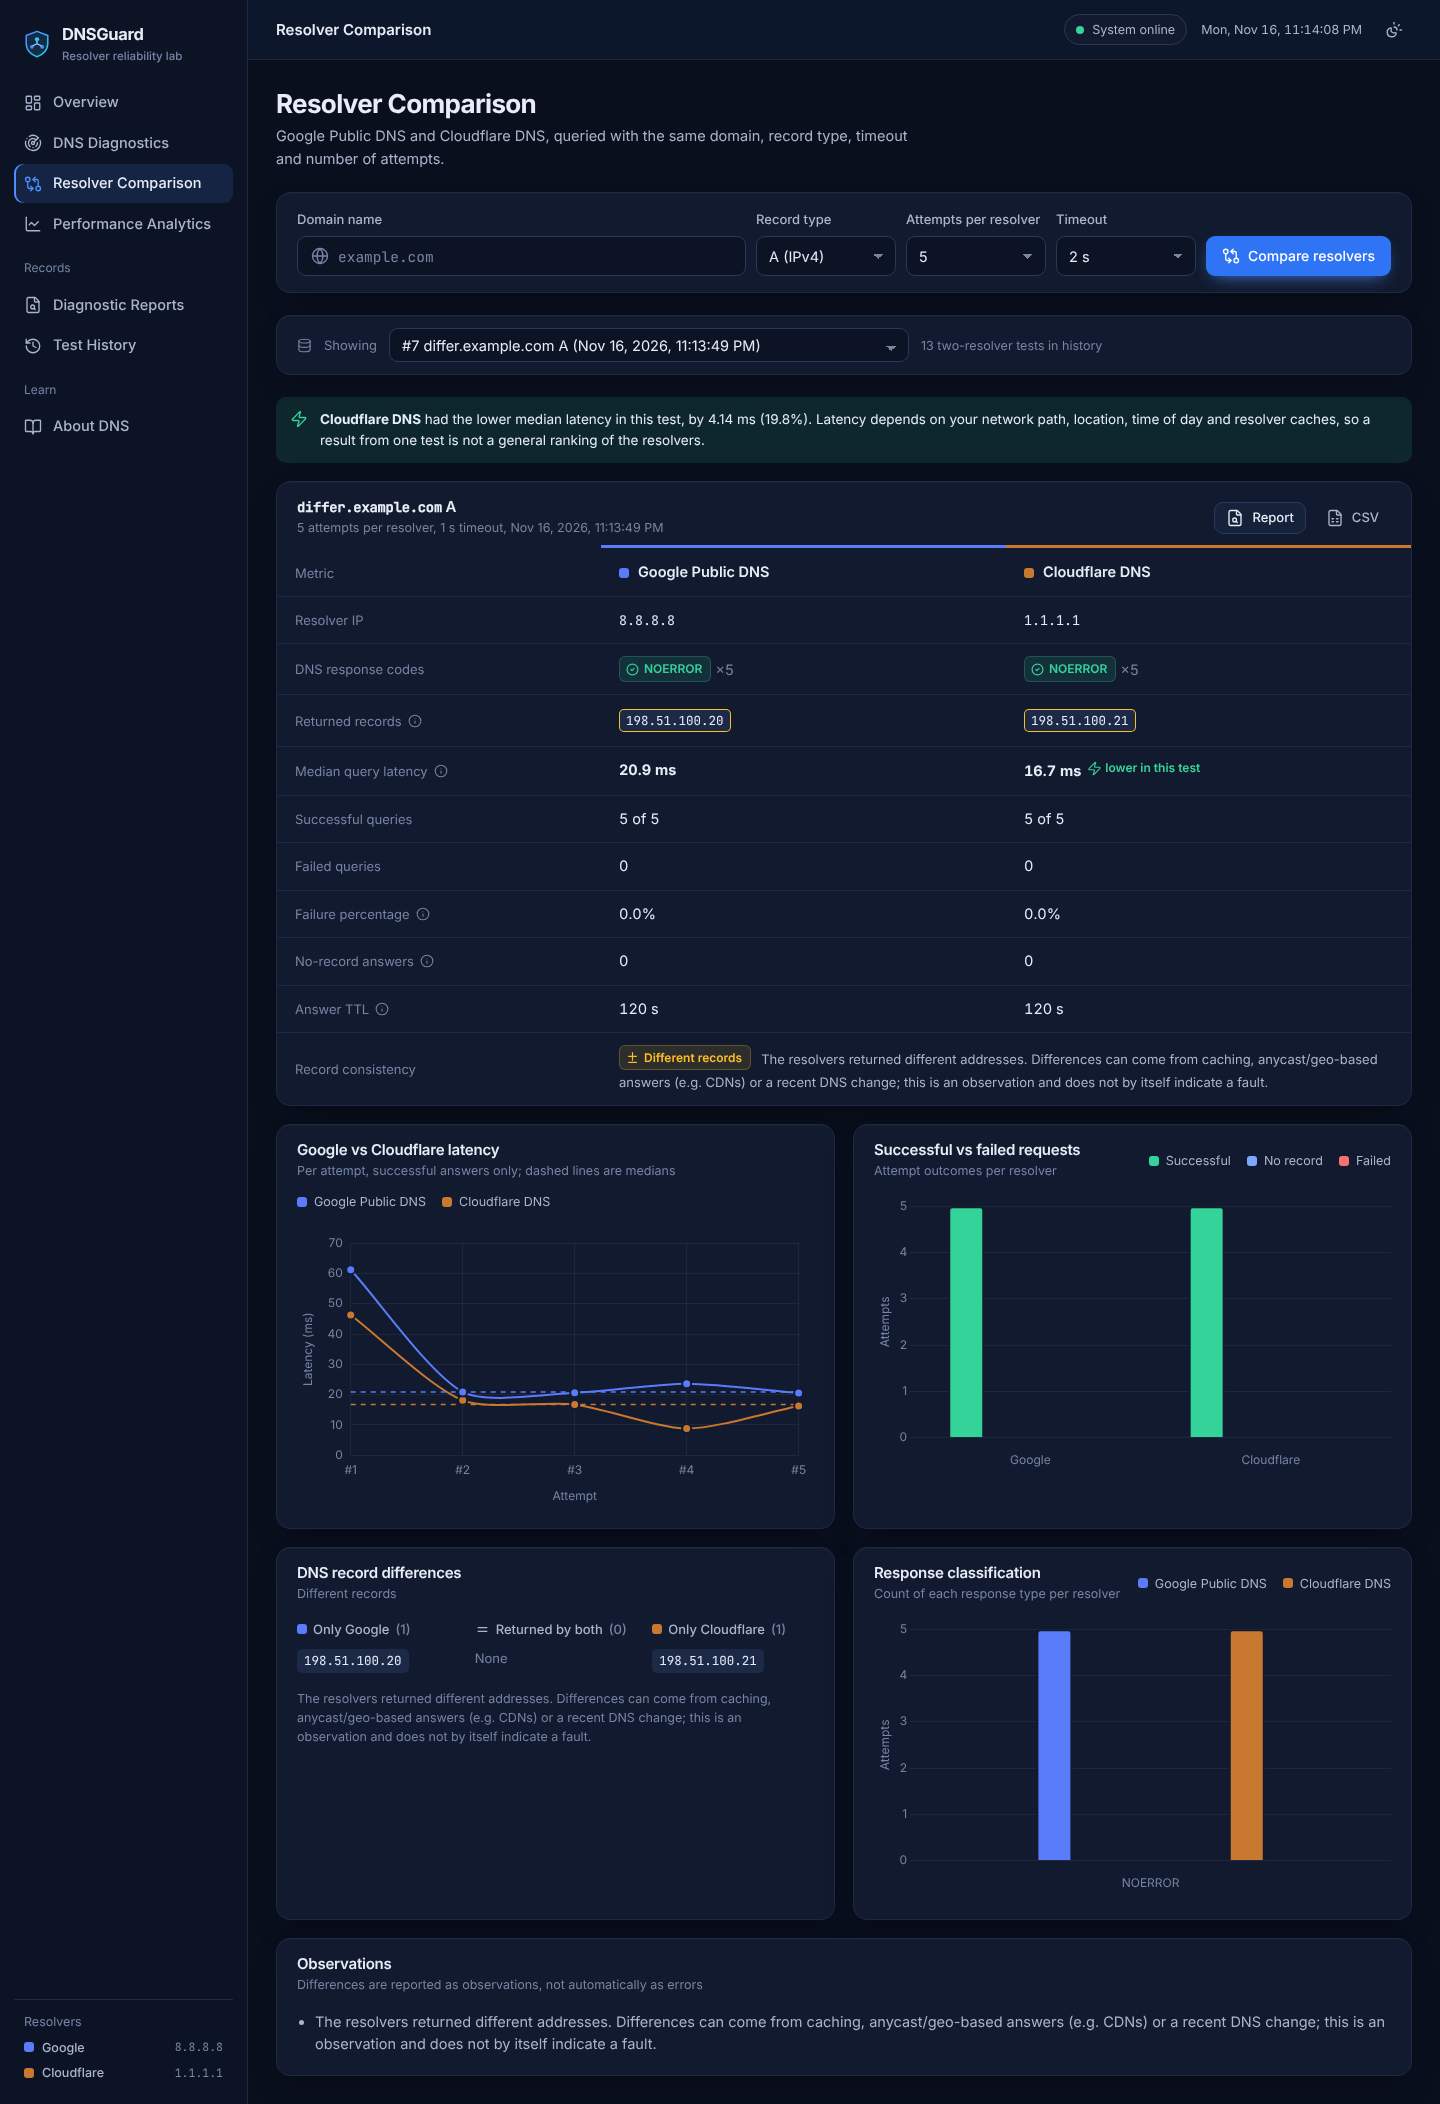 DNSGuard
Resolver reliability lab
Overview
DNS Diagnostics
Resolver Comparison
Performance Analytics
Records
Diagnostic Reports
Test History
Learn
About DNS
Resolvers
Google 8.8.8.8
Cloudflare 1.1.1.1
Resolver Comparison
System online
Mon, Nov 16, 11:14:08 PM
Resolver Comparison
Google Public DNS and Cloudflare DNS, queried with the same domain, record type, timeout
and number of attempts.
Domain name Record type Attempts per resolver Timeout
example.com A (IPv4) 5 2 s Compare resolvers
Showing #7 differ.example.com A (Nov 16, 2026, 11:13:49 PM) 13 two-resolver tests in history
Cloudflare DNS had the lower median latency in this test, by 4.14 ms (19.8%). Latency depends on your network path, location, time of day and resolver caches, so a
result from one test is not a general ranking of the resolvers.
differ.example.com A
5 attempts per resolver, 1 s timeout, Nov 16, 2026, 11:13:49 PM
Report CSV
Metric Google Public DNS Cloudflare DNS
Resolver IP 8.8.8.8 1.1.1.1
DNS response codes NOERROR ×5 NOERROR ×5
Returned records 198.51.100.20 198.51.100.21
Median query latency 20.9 ms 16.7 ms lower in this test
Successful queries 5 of 5 5 of 5
Failed queries 0 0
Failure percentage 0.0% 0.0%
No-record answers 0 0
Answer TTL 120 s 120 s
Record consistency Different records The resolvers returned different addresses. Differences can come from caching, anycast/geo-based
answers (e.g. CDNs) or a recent DNS change; this is an observation and does not by itself indicate a fault.
Google vs Cloudflare latency
Per attempt, successful answers only; dashed lines are medians
Google Public DNS Cloudflare DNS
70
60
50
40
30
20
10
0
Latency (ms)
#1 #2 #3 #4 #5
Attempt
Successful vs failed requests
Attempt outcomes per resolver
Successful No record Failed
5
4
3
2
1
0
Attempts
Google Cloudflare
DNS record differences
Different records
Only Google (1) Returned by both (0) Only Cloudflare (1)
198.51.100.20 None 198.51.100.21
The resolvers returned different addresses. Differences can come from caching,
anycast/geo-based answers (e.g. CDNs) or a recent DNS change; this is an
observation and does not by itself indicate a fault.
Response classification
Count of each response type per resolver
Google Public DNS Cloudflare DNS
5
4
3
2
1
0
Attempts
NOERROR
Observations
Differences are reported as observations, not automatically as errors
• The resolvers returned different addresses. Differences can come from caching, anycast/geo-based answers (e.g. CDNs) or a recent DNS change; this is an
observation and does not by itself indicate a fault.